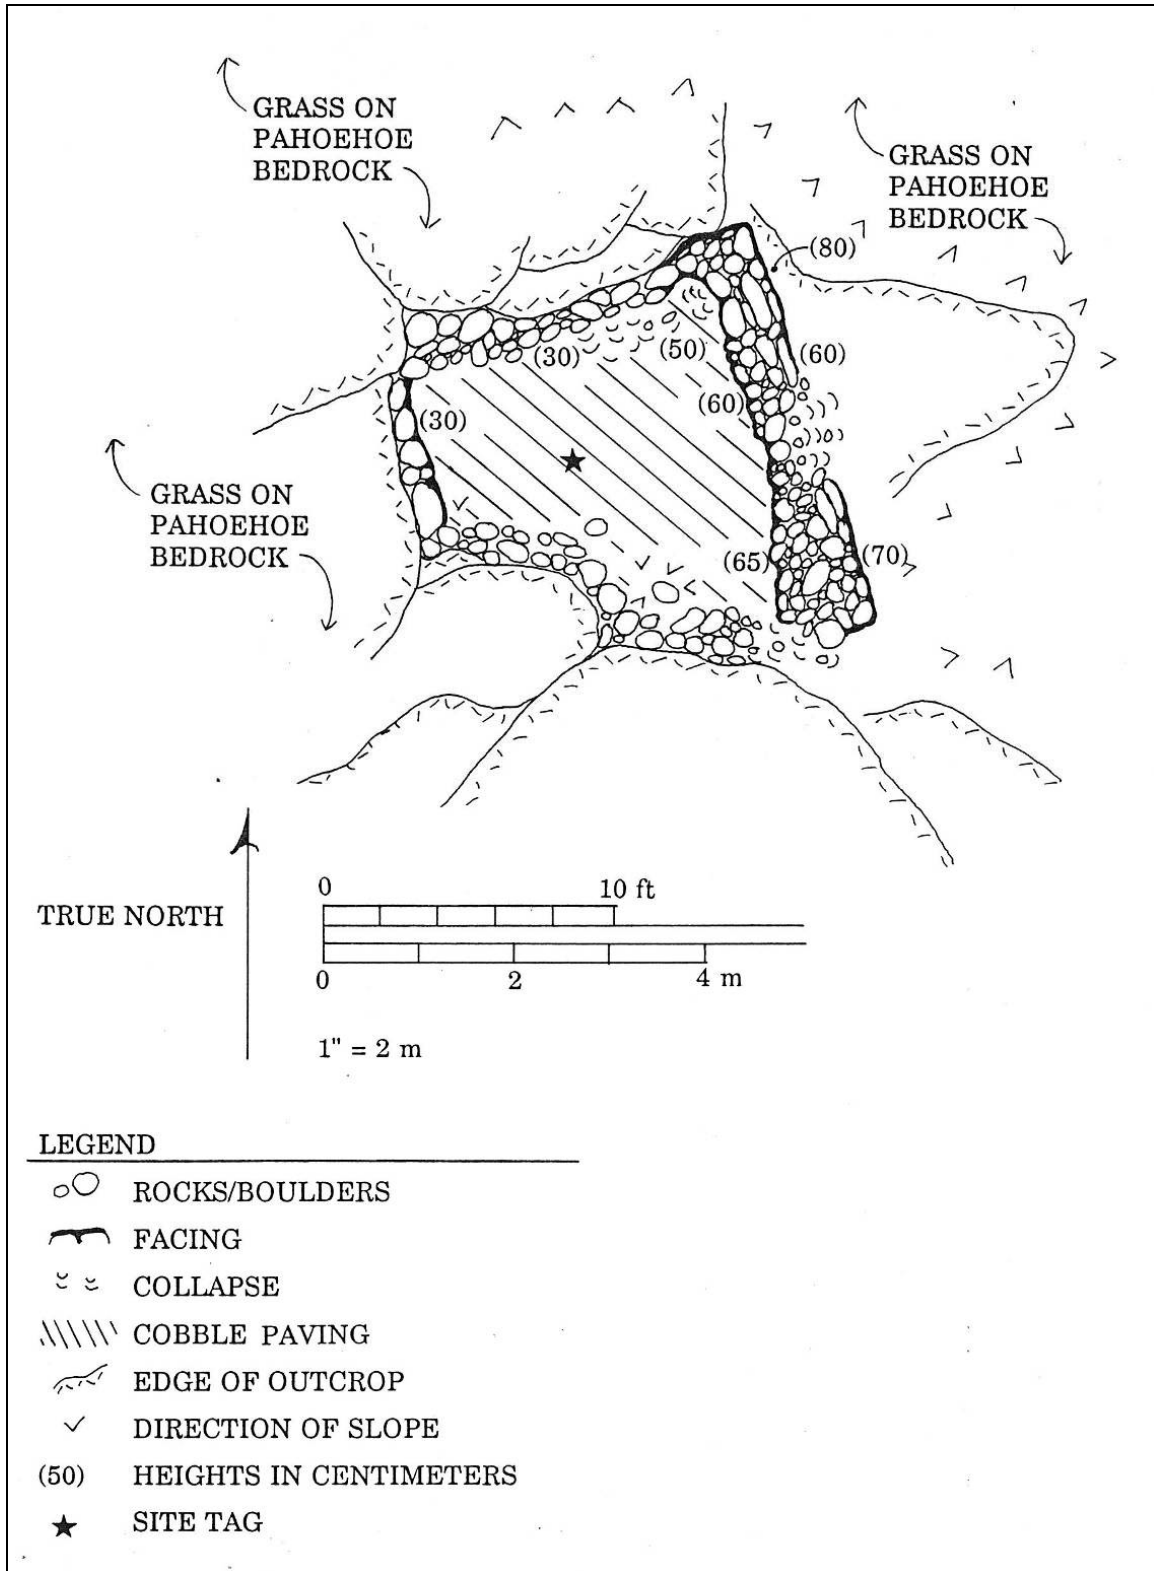 GRASS ON
PAHOEHOE
BEDROCK
GRASS ON
PAHOEHOE
BEDROCK
(80)
(30)
(50)
(60)
(60)
(30)
GRASS ON
PAHOEHOE
BEDROCK
(65)
(70)
TRUE NORTH
0
10 ft
0
2
4 m
1" = 2 m
LEGEND
ROCKS/BOULDERS
FACING
COLLAPSE
COBBLE PAVING
EDGE OF OUTCROP
DIRECTION OF SLOPE
(50) HEIGHTS IN CENTIMETERS
SITE TAG